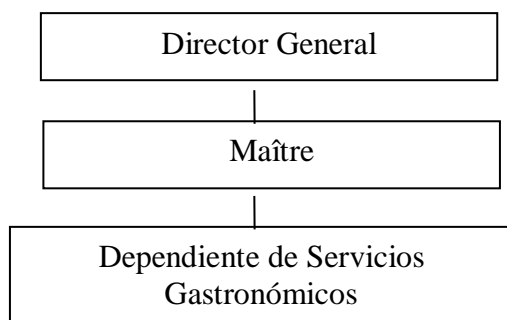 Director General
Maître
Dependiente de Servicios
Gastronómicos